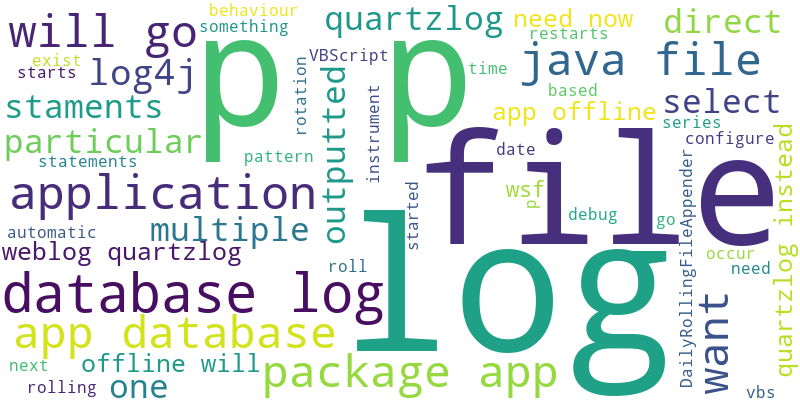 behaviour
will go
p p
quartzlog
need now
direct
something
restarts
exist
VBScript
java file
starts
log4j
time
rotation
based
select
staments
app offline
series
particular
outputted
instrument
date
configure
pattern
file
statements
application
wsf
DailyRollingFileAppender
quartzlog instead
started
p
debug
go
multiple
automatic
log
weblog quartzlog
occur
roll
need
database log
want
app database
next
offline will
package app
rolling
one
vbs